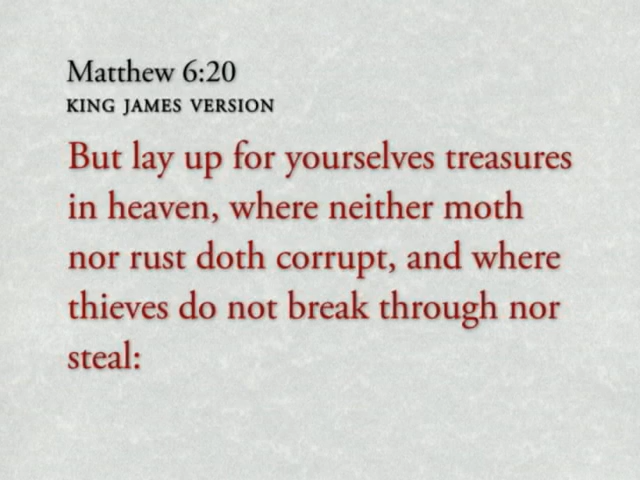 Matthew 6:20
KING JAMES VERSION
But lay up for yourselves treasures
in heaven, where neither moth
nor rust doth corrupt, and where
thieves do not break through nor
steal: